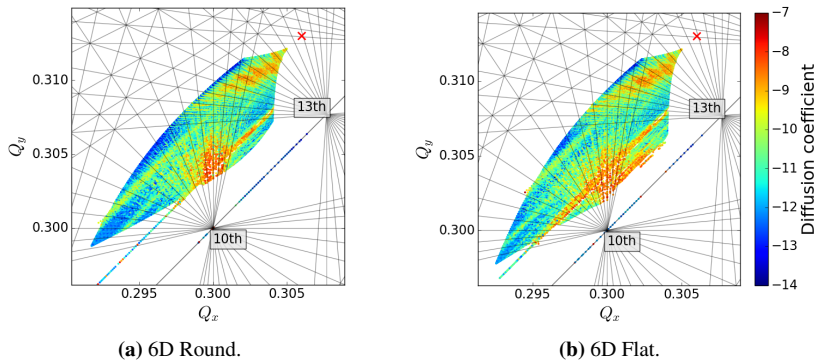 0.310
0.305
0.300
Q_y
13th
10th
0.295 0.300 0.305
Q_x
(a) 6D Round.
0.310
0.305
0.300
Q_y
13th
10th
0.295 0.300 0.305
Q_x
(b) 6D Flat.
−7
−8
−9
−10
−11
−12
−13
−14
Diffusion coefficient